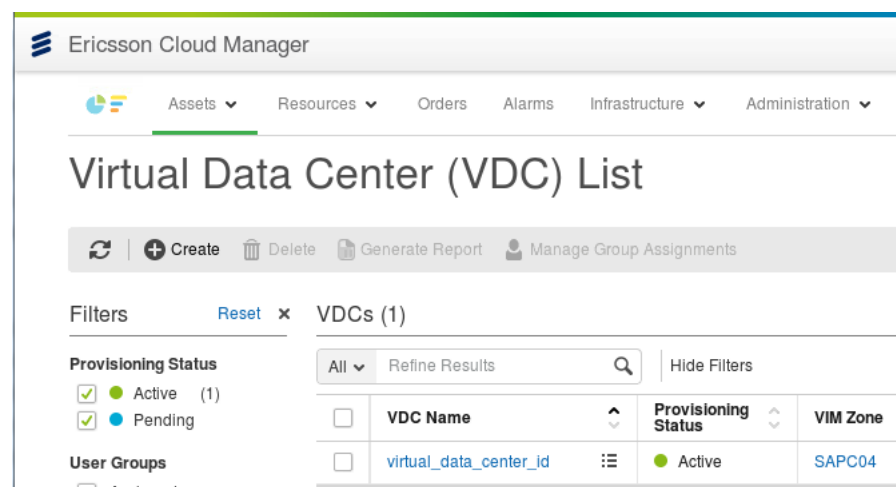 Ericsson Cloud Manager
Assets Resources Orders Alarms Infrastructure Administration
Virtual Data Center (VDC) List
Create Delete Generate Report Manage Group Assignments
Filters Reset
VDCs (1)
All Refine Results Hide Filters
Provisioning Status
Active (1)
Pending
User Groups
VDC Name Provisioning Status VIM Zone
virtual_data_center_id Active SAPC04